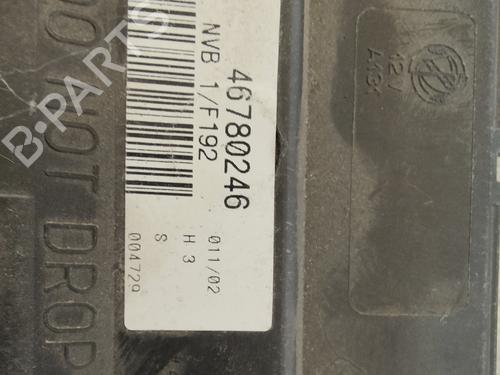 DO NOT DROP
46780246
NVB 1/F192
011/02
H 3
S
004729
12V
B-PARTS